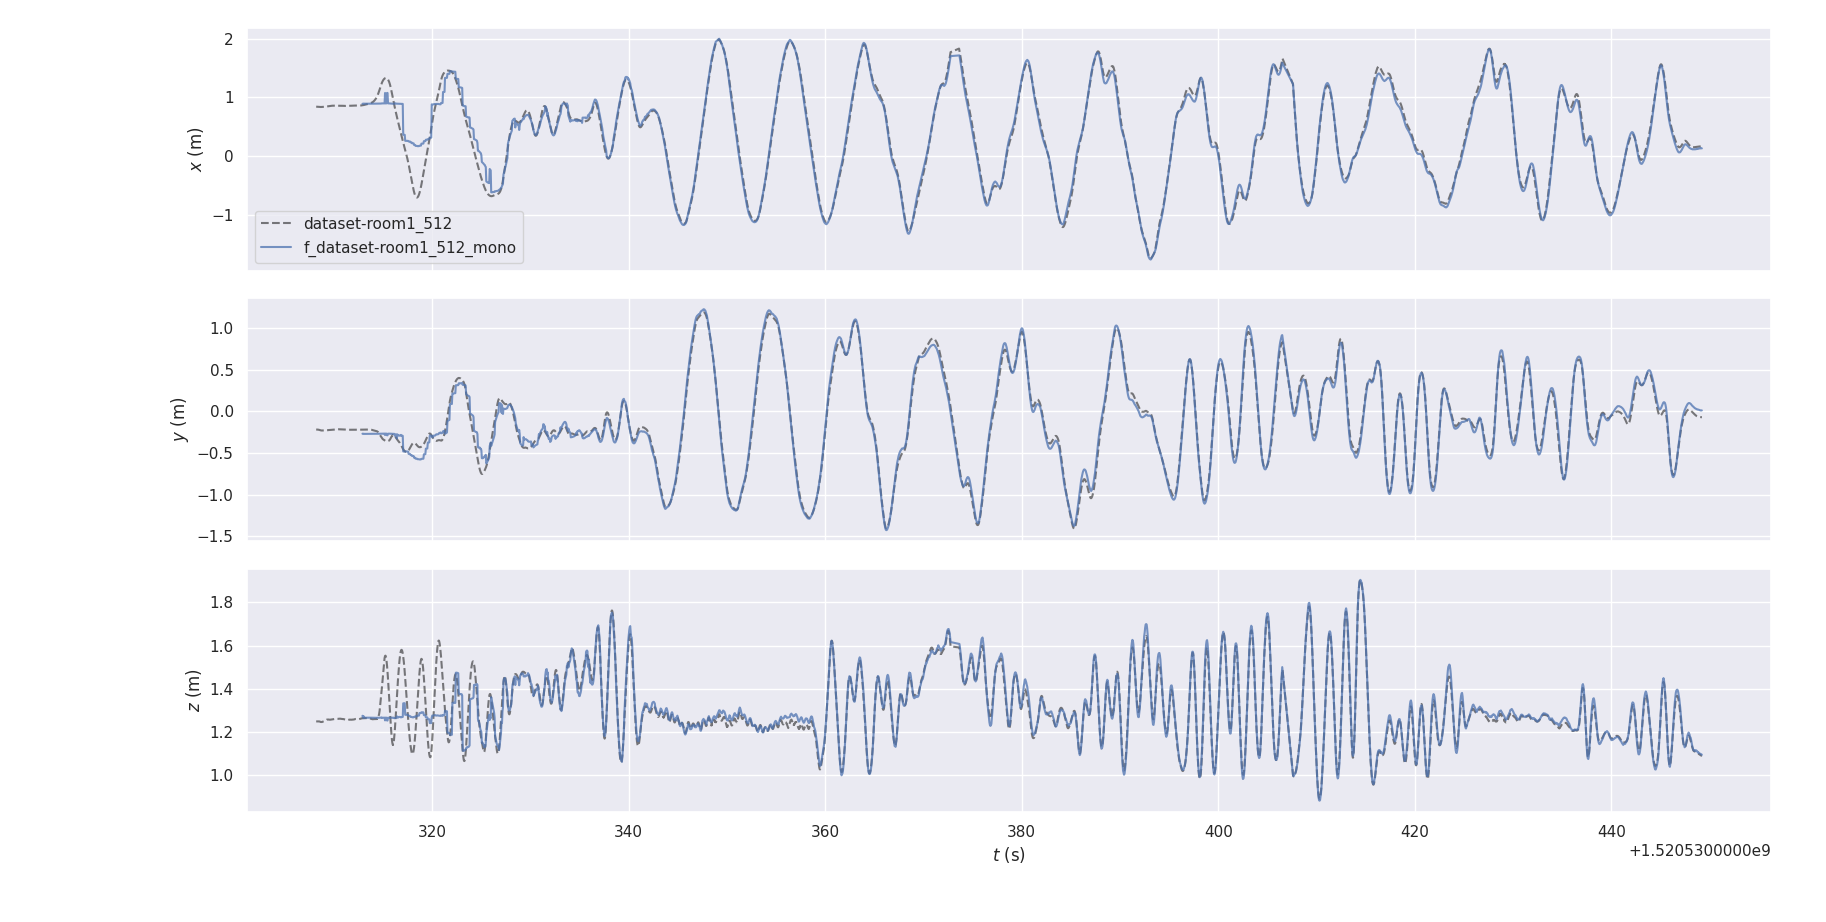 2
1
0
−1
x (m)
dataset-room1_512
f_dataset-room1_512_mono
1.0
0.5
0.0
−0.5
−1.0
−1.5
y (m)
1.8
1.6
1.4
1.2
1.0
z (m)
320 340 360 380 400 420 440
t (s)
+1.5205300000e9